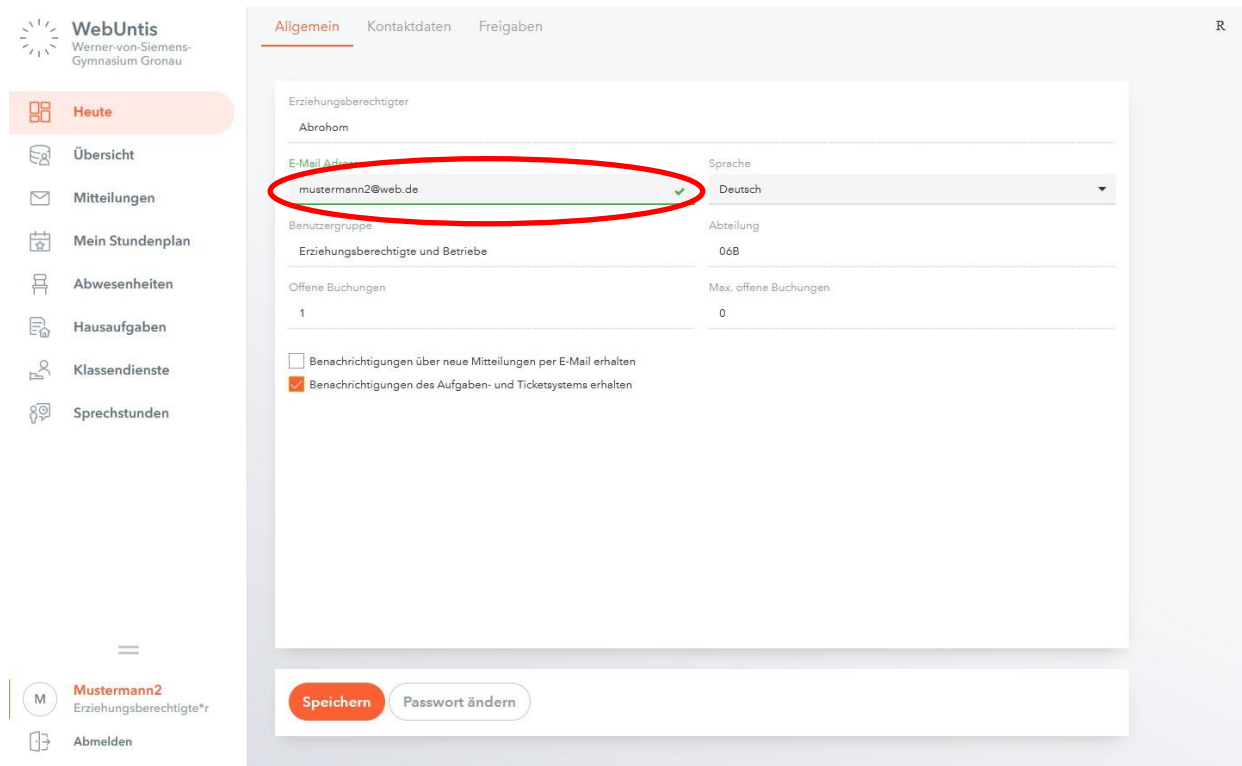 WebUntis
Werner-von-Siemens-
Gymnasium Gronau
Heute
Übersicht
Mitteilungen
Mein Stundenplan
Abwesenheiten
Hausaufgaben
Klassendienste
Sprechstunden
M
Mustermann2
Erziehungsberechtigte*r
Abmelden
Allgemein Kontaktdaten Freigaben
R
Erziehungsberechtigter
Abrohom
E-Mail Adresse Sprache
mustermann2@web.de Deutsch
Benutzergruppe Abteilung
Erziehungsberechtigte und Betriebe 06B
Offene Buchungen Max. offene Buchungen
1 0
Benachrichtigungen über neue Mitteilungen per E-Mail erhalten
Benachrichtigungen des Aufgaben- und Ticketsystems erhalten
Speichern Passwort ändern